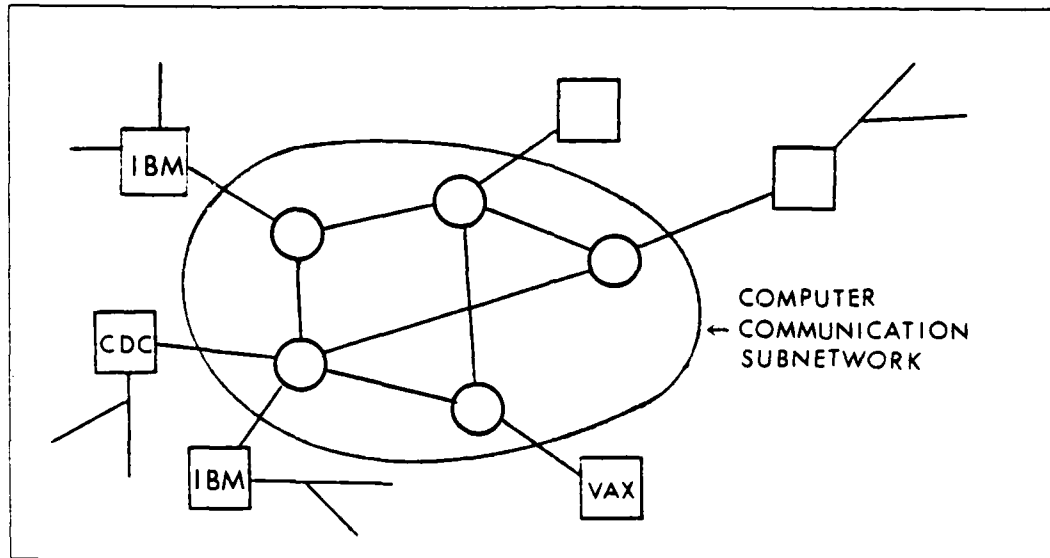 IBM
COMPUTER
← COMMUNICATION
SUBNETWORK
CDC
IBM
VAX